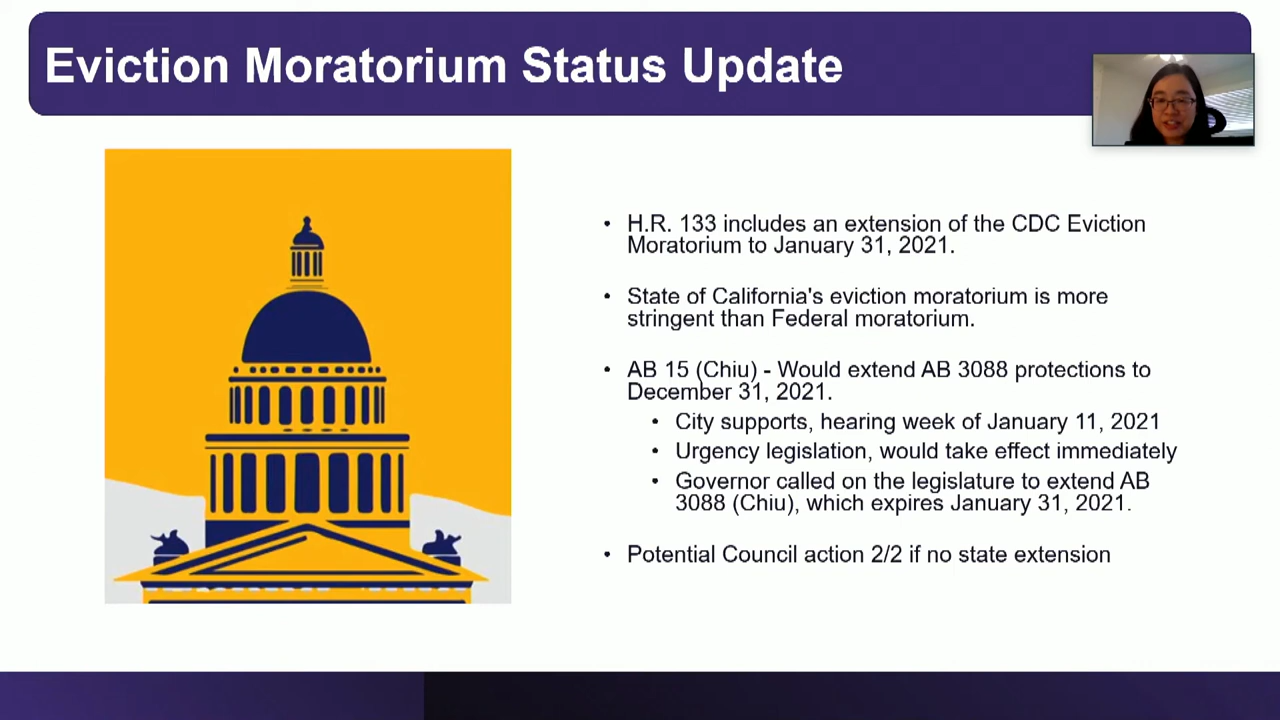 Eviction Moratorium Status Update
• H.R. 133 includes an extension of the CDC Eviction
Moratorium to January 31, 2021.
• State of California's eviction moratorium is more
stringent than Federal moratorium.
• AB 15 (Chiu) - Would extend AB 3088 protections to
December 31, 2021.
• City supports, hearing week of January 11, 2021
• Urgency legislation, would take effect immediately
• Governor called on the legislature to extend AB
3088 (Chiu), which expires January 31, 2021.
• Potential Council action 2/2 if no state extension